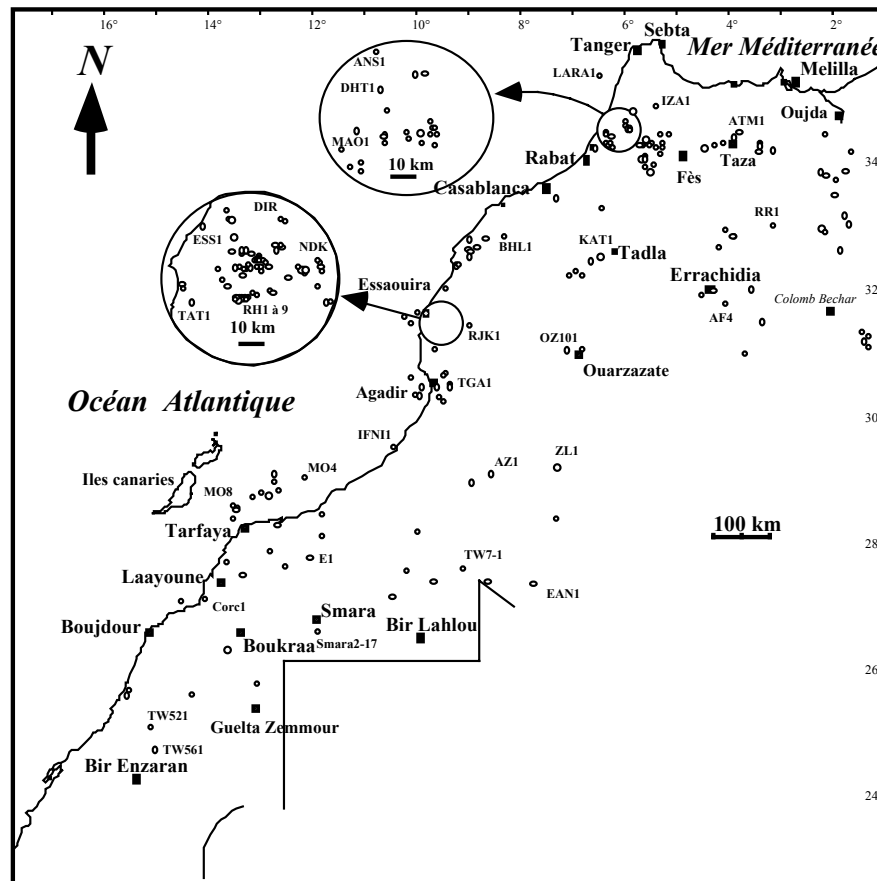 16° 14° 12° 10° 8° 6° 4° 2°
Sebta
Tanger
Mer Méditerranée
N
ANS1
DHT1
MAO1
10 km
LARA1
IZA1
Melilla
Oujda
ATM1
Taza
Rabat
Fès
34
Casablanca
DIR
ESS1
NDK
TAT1
RH1 à 9
10 km
Essaouira
BHL1
KAT1
Tadla
RR1
Errachidia
32
Colomb Bechar
AF4
RJK1
OZ101
Ouarzazate
Océan Atlantique
Agadir
TGA1
30
IFNI1
Iles canaries
MO4
MO8
AZ1
ZL1
Tarfaya
100 km
28
E1
TW7-1
Laayoune
EAN1
Corc1
Smara
Boujdour
Boukraa
Smara2-17
Bir Lahlou
26
Guelta Zemmour
TW521
TW561
Bir Enzaran
24